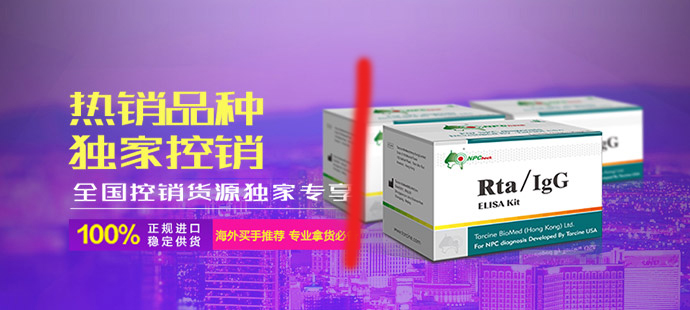 热销品种
独家控销
全国控销货源独家专享
100%
正规进口
稳定供货
海外买手推荐 专业拿货必
NPCheck
Rta/IgG
ELISA Kit
Torcine BioMed (Hong Kong) Ltd.
For NPC diagnosis Developed By Torcine USA